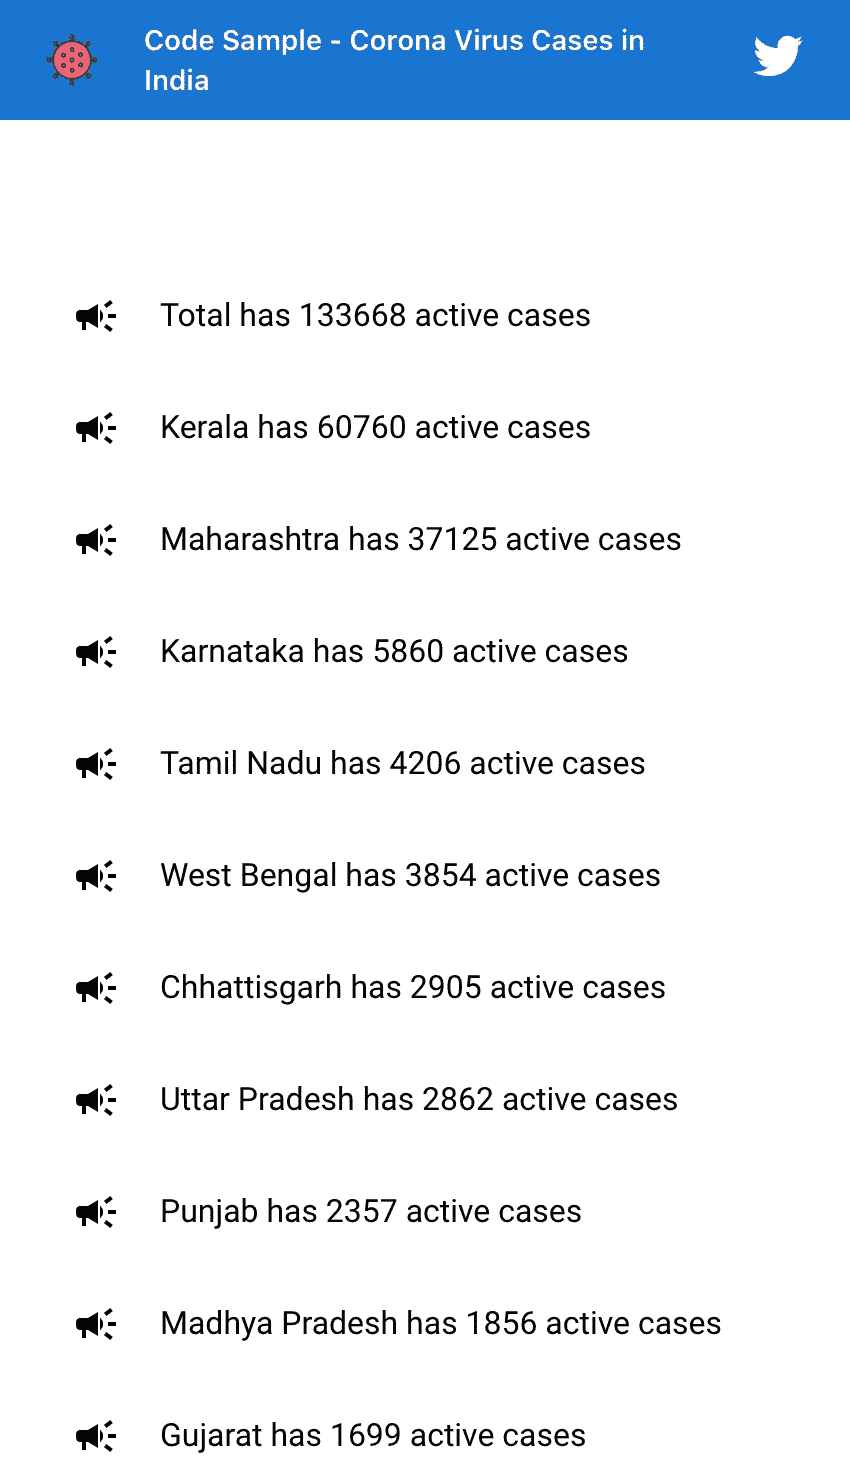 Code Sample - Corona Virus Cases in
India
Total has 133668 active cases
Kerala has 60760 active cases
Maharashtra has 37125 active cases
Karnataka has 5860 active cases
Tamil Nadu has 4206 active cases
West Bengal has 3854 active cases
Chhattisgarh has 2905 active cases
Uttar Pradesh has 2862 active cases
Punjab has 2357 active cases
Madhya Pradesh has 1856 active cases
Gujarat has 1699 active cases